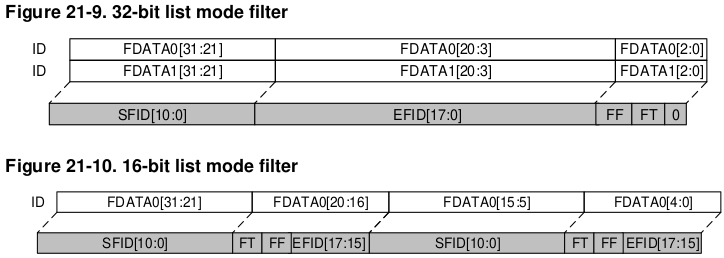 Figure 21-9. 32-bit list mode filter
ID FDATA0[31:21] FDATA0[20:3] FDATA0[2:0]
ID FDATA1[31:21] FDATA1[20:3] FDATA1[2:0]
SFID[10:0] EFID[17:0] FF FT 0
Figure 21-10. 16-bit list mode filter
ID FDATA0[31:21] FDATA0[20:16] FDATA0[15:5] FDATA0[4:0]
SFID[10:0] FT FF EFID[17:15] SFID[10:0] FT FF EFID[17:15]